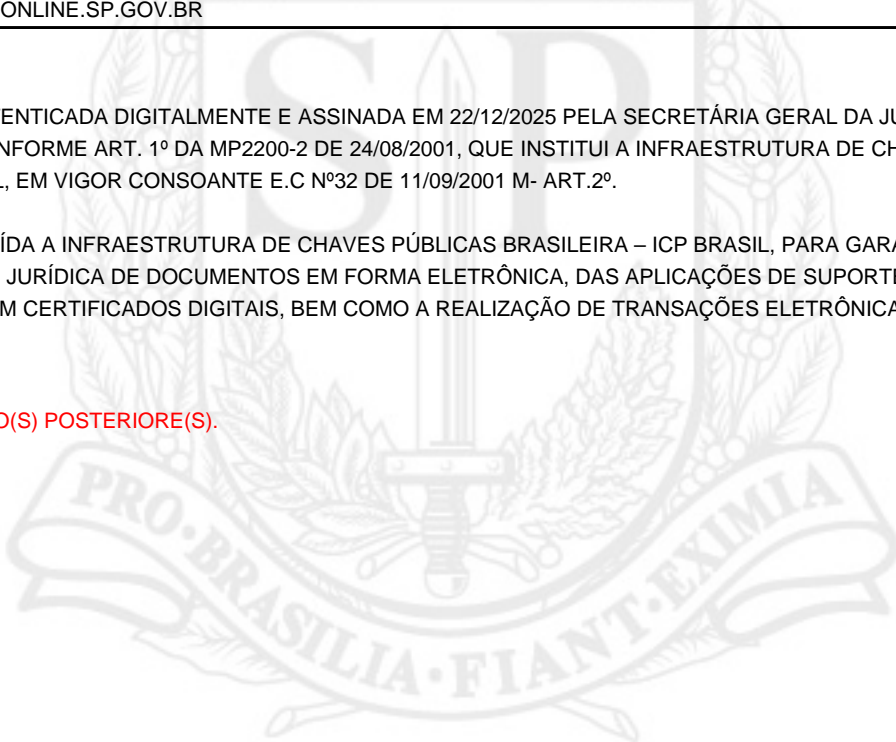 ONLINE.SP.GOV.BR
ENTICADA DIGITALMENTE E ASSINADA EM 22/12/2025 PELA SECRETÁRIA GERAL DA JU
NFORME ART. 1º DA MP2200-2 DE 24/08/2001, QUE INSTITUI A INFRAESTRUTURA DE CH
L, EM VIGOR CONSOANTE E.C Nº32 DE 11/09/2001 M- ART.2º.
ÍDA A INFRAESTRUTURA DE CHAVES PÚBLICAS BRASILEIRA – ICP BRASIL, PARA GARA
JURÍDICA DE DOCUMENTOS EM FORMA ELETRÔNICA, DAS APLICAÇÕES DE SUPORTE
M CERTIFICADOS DIGITAIS, BEM COMO A REALIZAÇÃO DE TRANSAÇÕES ELETRÔNICA
O(S) POSTERIORE(S).
SP
PRO·BRASILIA·FIANT·EXIMIA